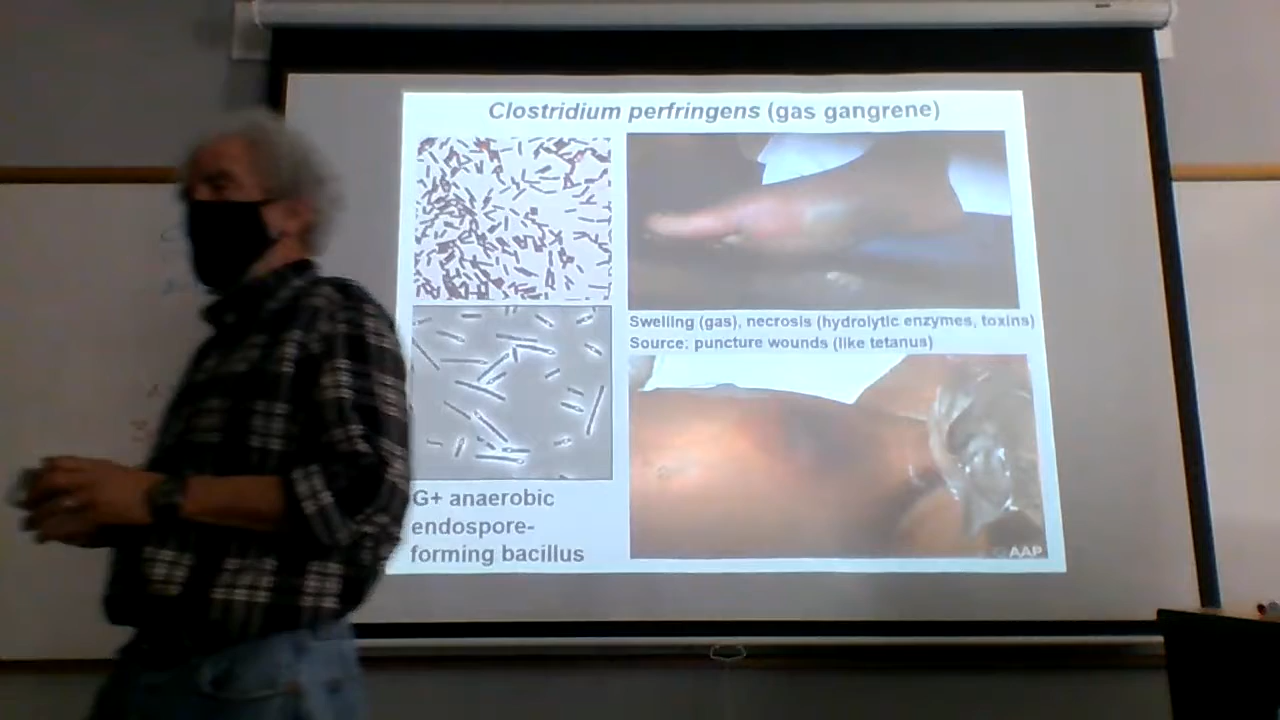 Clostridium perfringens (gas gangrene)
Swelling (gas), necrosis (hydrolytic enzymes, toxins)
Source: puncture wounds (like tetanus)
G+ anaerobic
endospore-
forming bacillus
© AAP